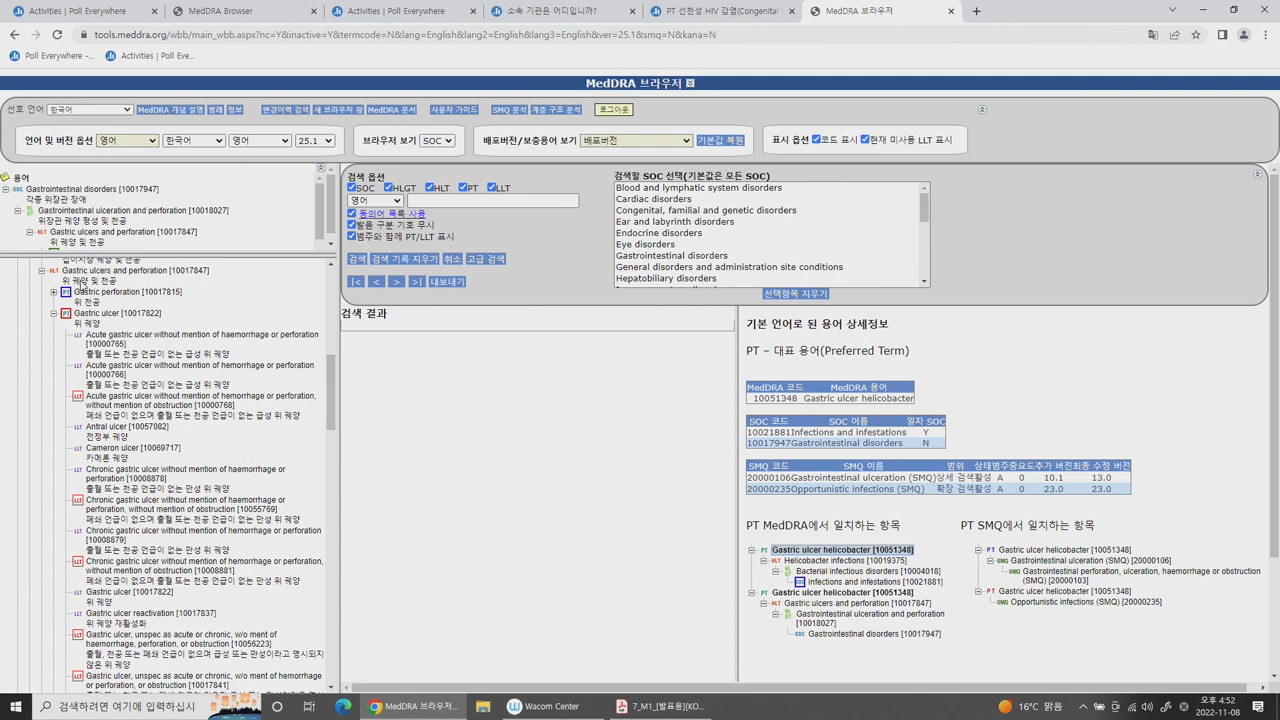 Activities | Poll Everywhere
MedDRA Browser
Activities | Poll Everywhere
소속 기관은 어디입니까?
PT 선천성 HIV 감염(Congenital
MedDRA 브라우저
tools.meddra.org/wbb/main_wbb.aspx?nc=Y&inactive=Y&termcode=N&lang=English&lang2=English&lang3=English&ver=25.1&smq=N&kana=N
Poll Everywhere -...
Activities | Poll Eve...
MedDRA 브라우저
선호 언어 한국어 MedDRA 개념 설명 범례 정보 변경이력 검색 새 브라우저 창 MedDRA 문서 사용자 가이드 SMQ 분석 계층 구조 분석 로그아웃
언어 및 버전 옵션 영어 한국어 영어 25.1 브라우저 보기 SOC 배포버전/보충용어 보기 배포버전 기본값 복원 표시 옵션 코드 표시 현재 미사용 LLT 표시
용어
SOC Gastrointestinal disorders [10017947]
각종 위장관 장애
Gastrointestinal ulceration and perforation [10018027]
위장관 궤양 형성 및 천공
HLT Gastric ulcers and perforation [10017847]
위 궤양 및 천공
십이지장 궤양 및 천공
HLT Gastric ulcers and perforation [10017847]
위 궤양 및 천공
PT Gastric perforation [10017815]
위 천공
PT Gastric ulcer [10017822]
위 궤양
LLT Acute gastric ulcer without mention of haemorrhage or perforation
[10000765]
출혈 또는 천공 언급이 없는 급성 위 궤양
LLT Acute gastric ulcer without mention of hemorrhage or perforation
[10000766]
출혈 또는 천공 언급이 없는 급성 위 궤양
LLT Acute gastric ulcer without mention of hemorrhage or perforation,
without mention of obstruction [10000768]
폐쇄 언급이 없으며 출혈 또는 천공 언급이 없는 급성 위 궤양
LLT Antral ulcer [10057082]
전정부 궤양
LLT Cameron ulcer [10069717]
카메론 궤양
LLT Chronic gastric ulcer without mention of haemorrhage or
perforation [10008878]
출혈 또는 천공 언급이 없는 만성 위 궤양
LLT Chronic gastric ulcer without mention of haemorrhage or
perforation, without mention of obstruction [10055769]
폐쇄 언급이 없으며 출혈 또는 천공 언급이 없는 만성 위 궤양
LLT Chronic gastric ulcer without mention of hemorrhage or perforation
[10008879]
출혈 또는 천공 언급이 없는 만성 위 궤양
LLT Chronic gastric ulcer without mention of hemorrhage or perforation,
without mention of obstruction [10008881]
폐쇄 언급이 없으며 출혈 또는 천공 언급이 없는 만성 위 궤양
LLT Gastric ulcer [10017822]
위 궤양
LLT Gastric ulcer reactivation [10017837]
위 궤양 재활성화
LLT Gastric ulcer, unspec as acute or chronic, w/o ment of
haemorrhage, perforation, or obstruction [10056223]
출혈, 천공 또는 폐쇄 언급이 없으며 급성 또는 만성이라고 명시되지
않은 위 궤양
LLT Gastric ulcer, unspec as acute or chronic, w/o ment of hemorrhage
or perforation, or obstruction [10017841]
검색 옵션
SOC HLGT HLT PT LLT
영어
동의어 목록 사용
발음 구분 기호 무시
범주와 함께 PT/LLT 표시
검색 검색 기록 지우기 취소 고급 검색
|< < > >| 내보내기
검색할 SOC 선택(기본값은 모든 SOC)
Blood and lymphatic system disorders
Cardiac disorders
Congenital, familial and genetic disorders
Ear and labyrinth disorders
Endocrine disorders
Eye disorders
Gastrointestinal disorders
General disorders and administration site conditions
Hepatobiliary disorders
선택항목 지우기
검색 결과
기본 언어로 된 용어 상세정보
PT – 대표 용어(Preferred Term)
MedDRA 코드 MedDRA 용어
10051348 Gastric ulcer helicobacter
SOC 코드 SOC 이름 일차 SOC
10021881 Infections and infestations Y
10017947 Gastrointestinal disorders N
SMQ 코드 SMQ 이름 범위 상태 범주 중요도 추가 버전 최종 수정 버전
20000106 Gastrointestinal ulceration (SMQ) 상세 검색 활성 A 0 10.1 13.0
20000235 Opportunistic infections (SMQ) 확장 검색 활성 A 0 23.0 23.0
PT MedDRA에서 일치하는 항목
PT Gastric ulcer helicobacter [10051348]
HLT Helicobacter infections [10019375]
Bacterial infectious disorders [10004018]
SOC Infections and infestations [10021881]
PT Gastric ulcer helicobacter [10051348]
HLT Gastric ulcers and perforation [10017847]
Gastrointestinal ulceration and perforation
[10018027]
SOC Gastrointestinal disorders [10017947]
PT SMQ에서 일치하는 항목
PT Gastric ulcer helicobacter [10051348]
SMQ Gastrointestinal ulceration (SMQ) [20000106]
SMQ Gastrointestinal perforation, ulceration, haemorrhage or obstruction
(SMQ) [20000103]
PT Gastric ulcer helicobacter [10051348]
SMQ Opportunistic infections (SMQ) [20000235]
검색하려면 여기에 입력하십시
MedDRA 브라우저...
Wacom Center
7_M1_[발표용][KO...
16°C 맑음
오후 4:52
2022-11-08